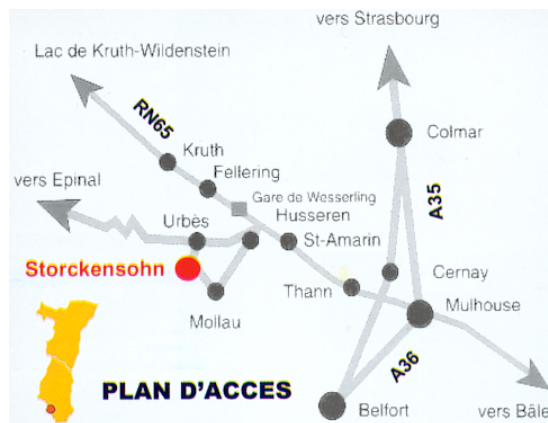 vers Strasbourg
Lac de Kruth-Wildenstein
RN65
Colmar
Kruth
Fellering
vers Epinal
Gare de Wesserling
A35
Urbès
Husseren
St-Amarin
Storckensohn
Cernay
Thann
Mulhouse
Mollau
A36
PLAN D'ACCES
Belfort
vers Bâle